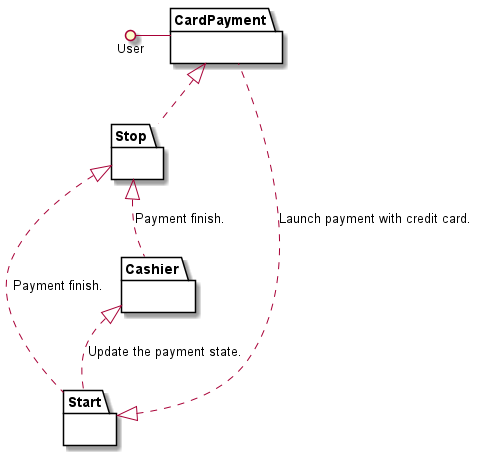 CardPayment
User
Stop
Payment finish.
Launch payment with credit card.
Cashier
Payment finish.
Update the payment state.
Start